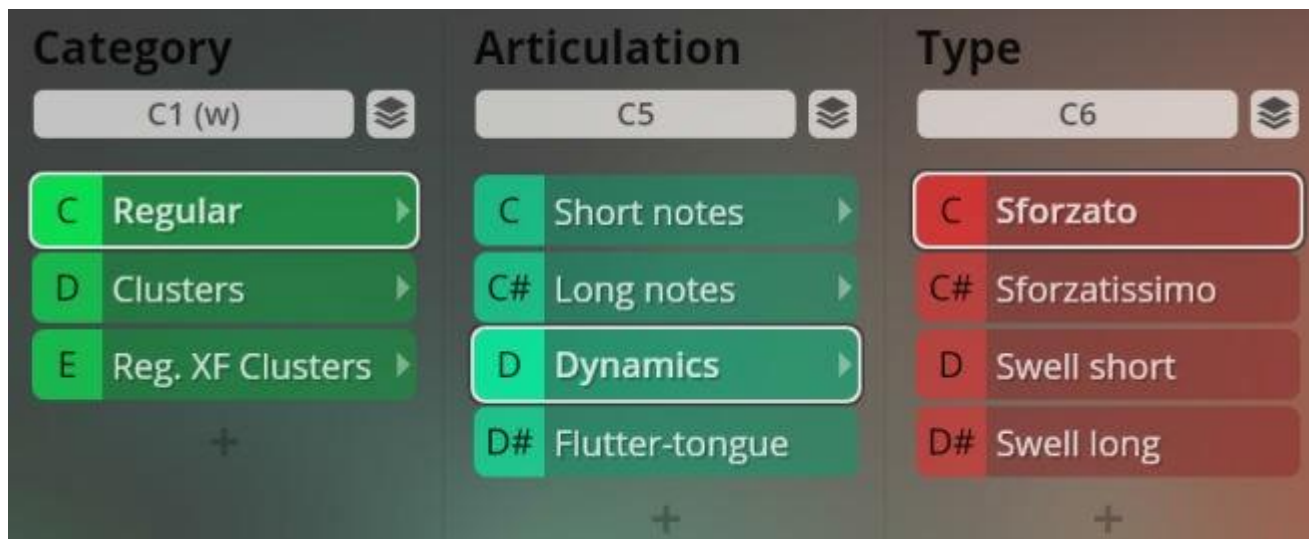 Category
C1 (w)
C Regular
D Clusters
E Reg. XF Clusters
+
Articulation
C5
C Short notes
C# Long notes
D Dynamics
D# Flutter-tongue
+
Type
C6
C Sforzato
C# Sforzatissimo
D Swell short
D# Swell long
+